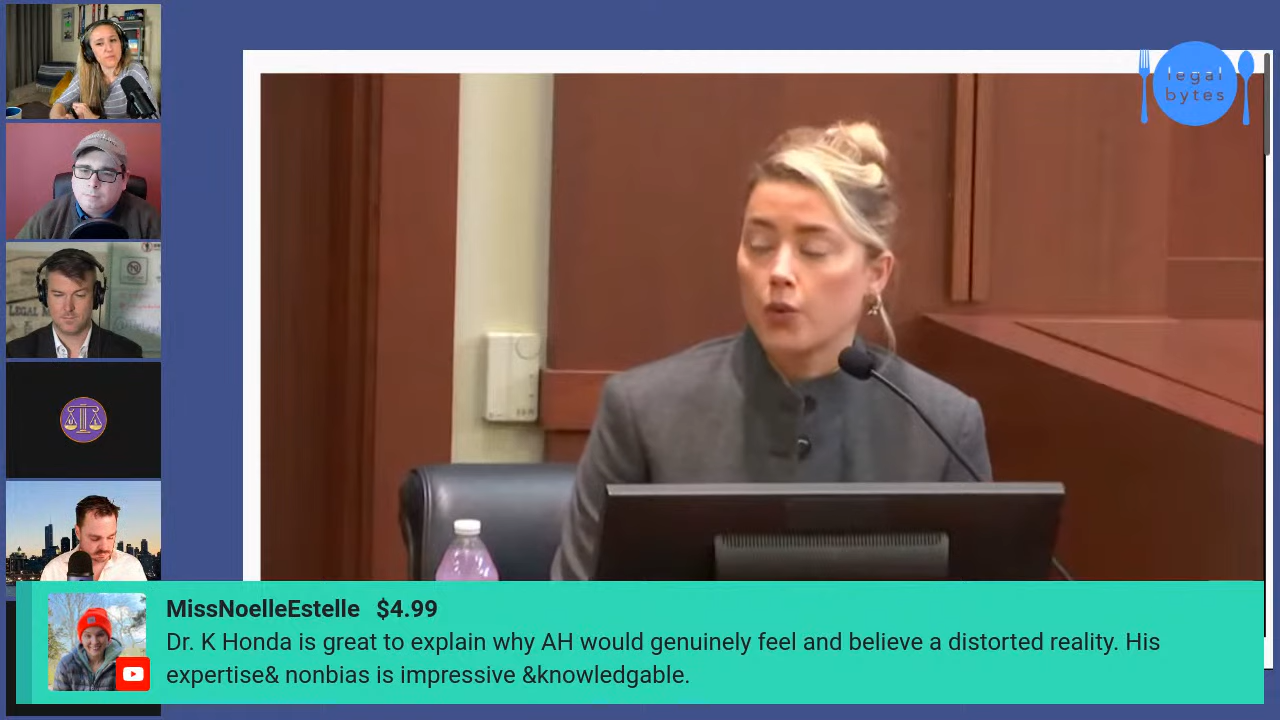 legal
bytes
MissNoelleEstelle $4.99
Dr. K Honda is great to explain why AH would genuinely feel and believe a distorted reality. His
expertise& nonbias is impressive &knowledgable.